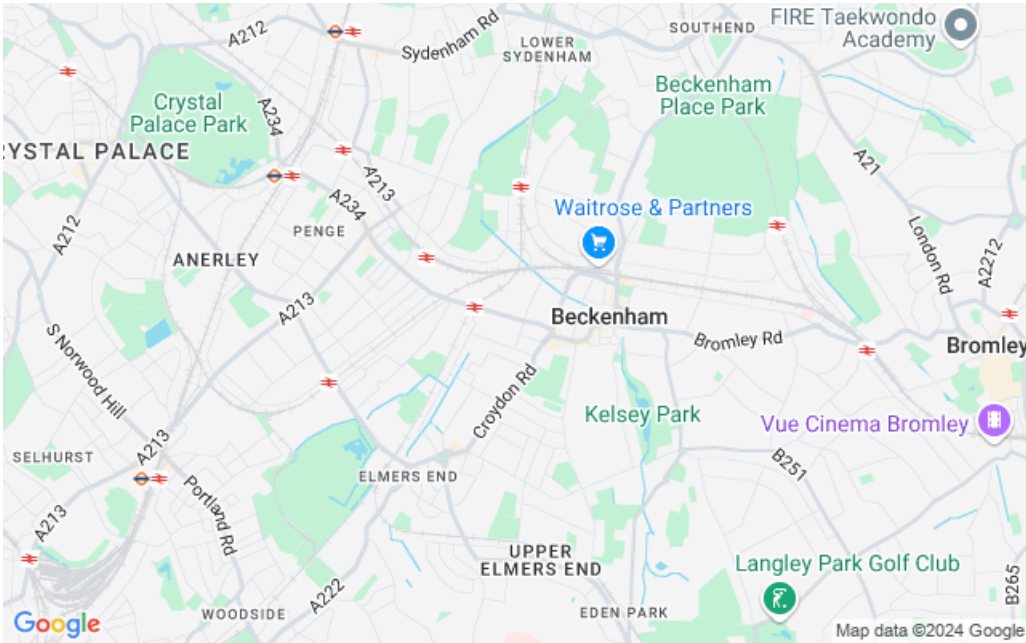 A212
Sydenham Rd
LOWER
SYDENHAM
SOUTHEND
FIRE Taekwondo
Academy
Crystal
Palace Park
A234
Beckenham
Place Park
RYSTAL PALACE
A213
A21
A234
Waitrose & Partners
A212
PENGE
London Rd
A2212
ANERLEY
A213
S Norwood Hill
Beckenham
Bromley Rd
Bromley
Croydon Rd
Kelsey Park
Vue Cinema Bromley
SELHURST
A213
ELMERS END
B251
Portland Rd
A213
UPPER
ELMERS END
Langley Park Golf Club
B265
A222
WOODSIDE
EDEN PARK
Google
Map data ©2024 Google